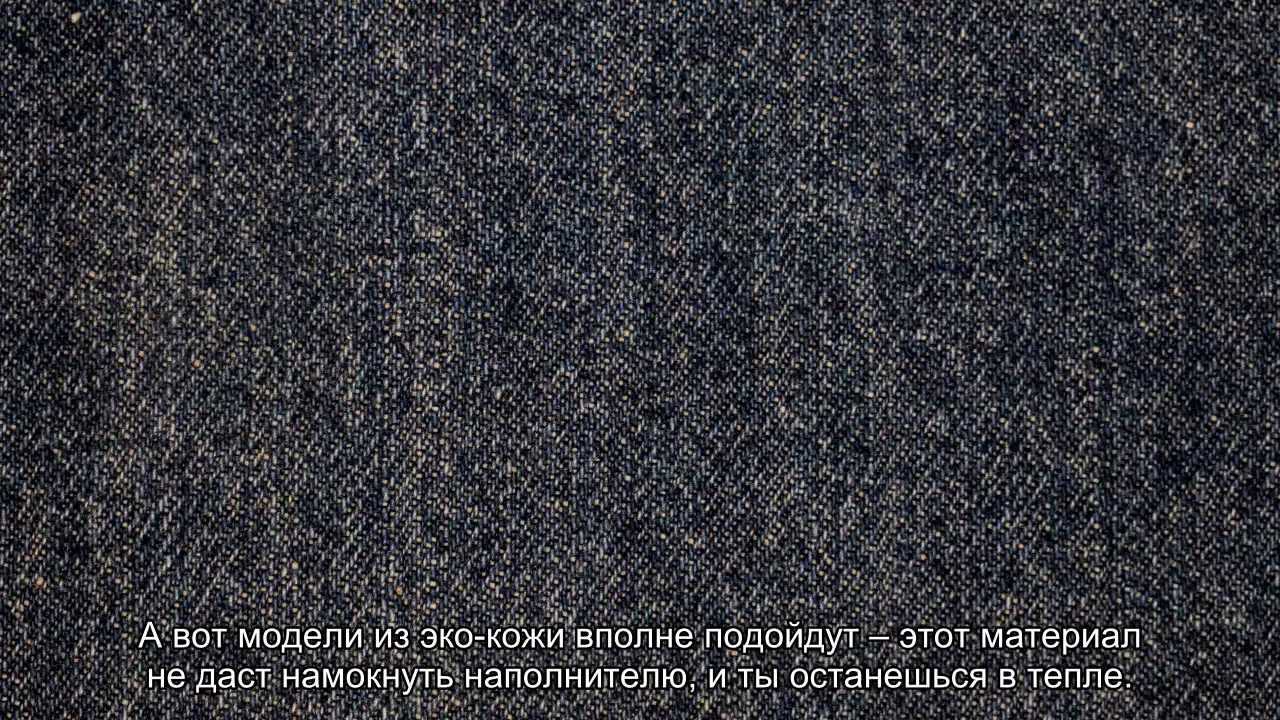 А вот модели из эко-кожи вполне подойдут – этот материал
не даст намокнуть наполнителю, и ты останешься в тепле.